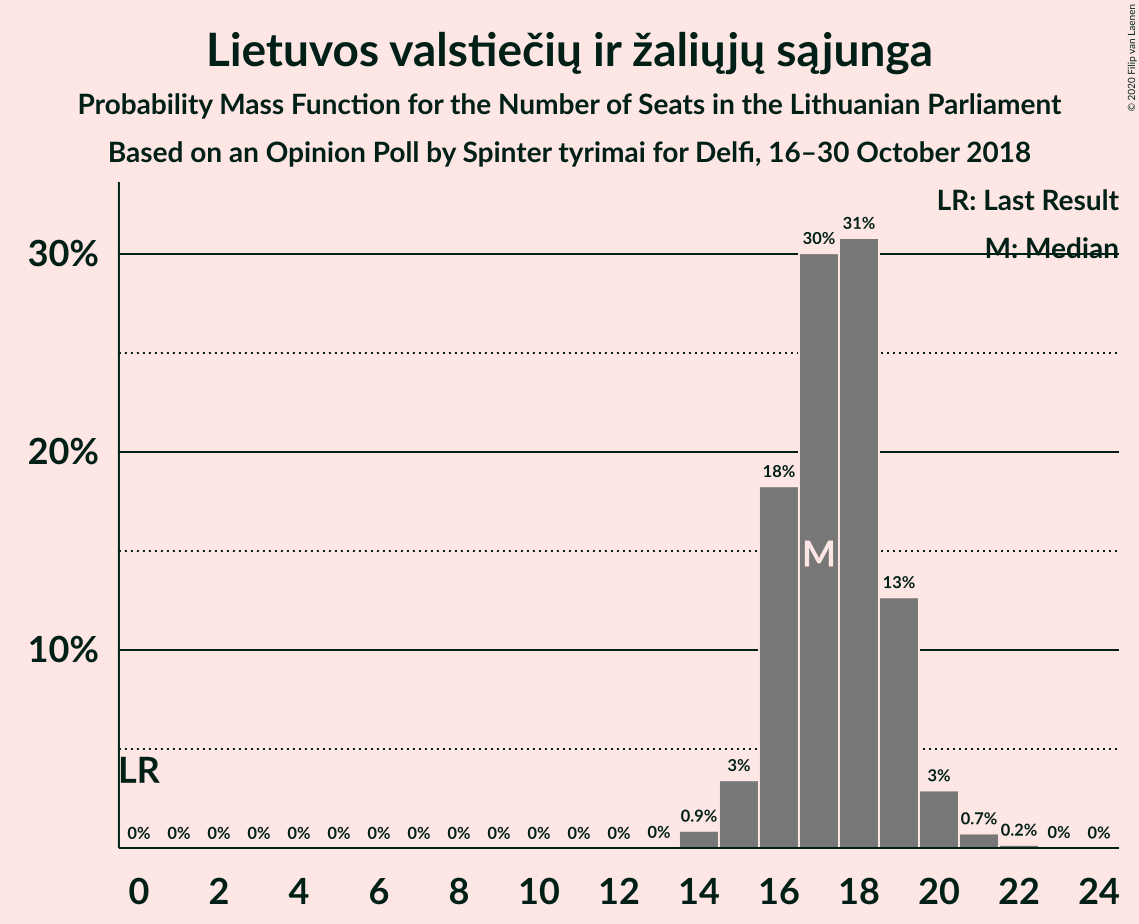 Lietuvos valstiečių ir žaliųjų sąjunga
Probability Mass Function for the Number of Seats in the Lithuanian Parliament
Based on an Opinion Poll by Spinter tyrimai for Delfi, 16–30 October 2018
© 2020 Filip van Laenen
LR: Last Result
M: Median
30%
20%
10%
31%
30%
18%
13%
M
LR
3%
3%
0% 0% 0% 0% 0% 0% 0% 0% 0% 0% 0% 0% 0% 0% 0.9% 0.7% 0.2% 0% 0%
0 2 4 6 8 10 12 14 16 18 20 22 24